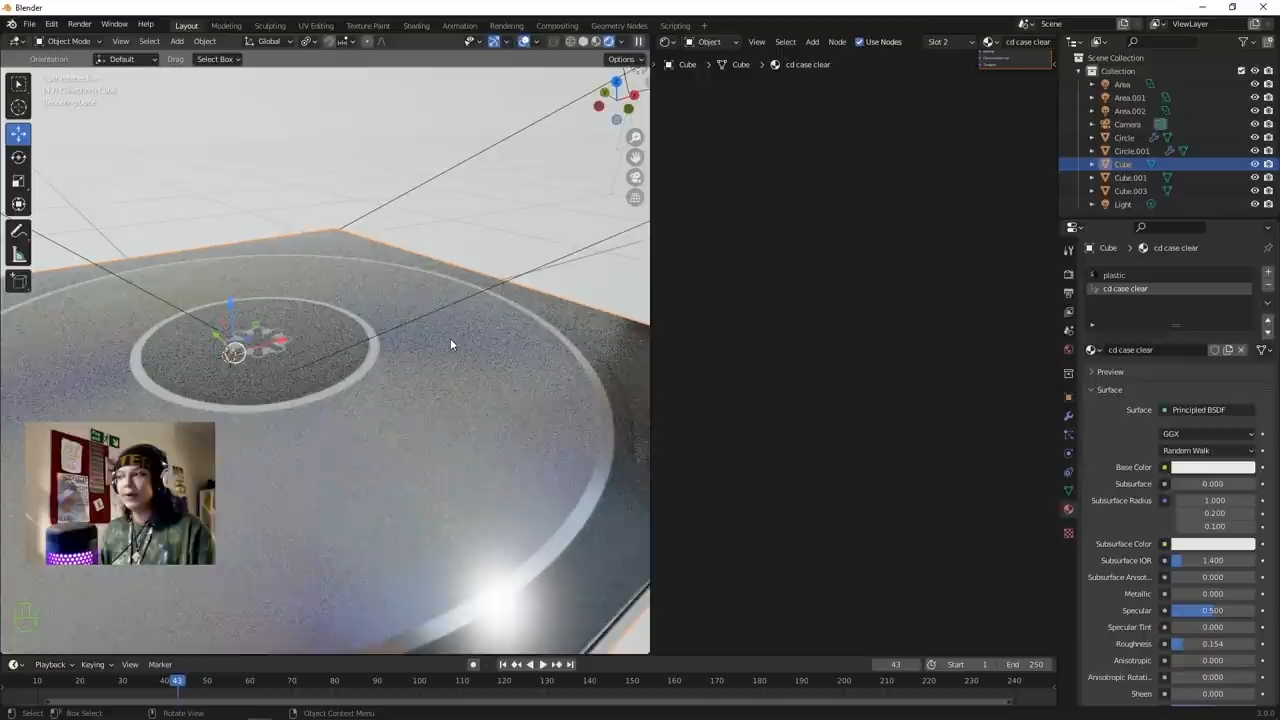 Blender
File Edit Render Window Help Layout Modeling Sculpting UV Editing Texture Paint Shading Animation Rendering Compositing Geometry Nodes Scripting + Scene ViewLayer
Object Mode View Select Add Object Global Object View Select Add Node Use Nodes Slot 2 cd case clear
Orientation: Default Drag: Select Box Options
Cube Cube cd case clear
Scene Collection
Collection
Area
Area.001
Area.002
Camera
Circle
Circle.001
Cube
Cube.001
Cube.003
Light
Cube cd case clear
plastic
cd case clear
cd case clear
Preview
Surface
Surface Principled BSDF
GGX
Random Walk
Base Color
Subsurface 0.000
Subsurface Radius 1.000
0.200
0.100
Subsurface Color
Subsurface IOR 1.400
Subsurface Anisot... 0.000
Metallic 0.000
Specular 0.500
Specular Tint 0.000
Roughness 0.154
Anisotropic 0.000
Anisotropic Rotati... 0.000
Sheen 0.000
Playback Keying View Marker 43 Start 1 End 250
10 20 30 40 43 50 60 70 80 90 100 110 120 130 140 150 160 170 180 190 200 210 220 230 240
Select Box Select Rotate View Object Context Menu 3.0.0